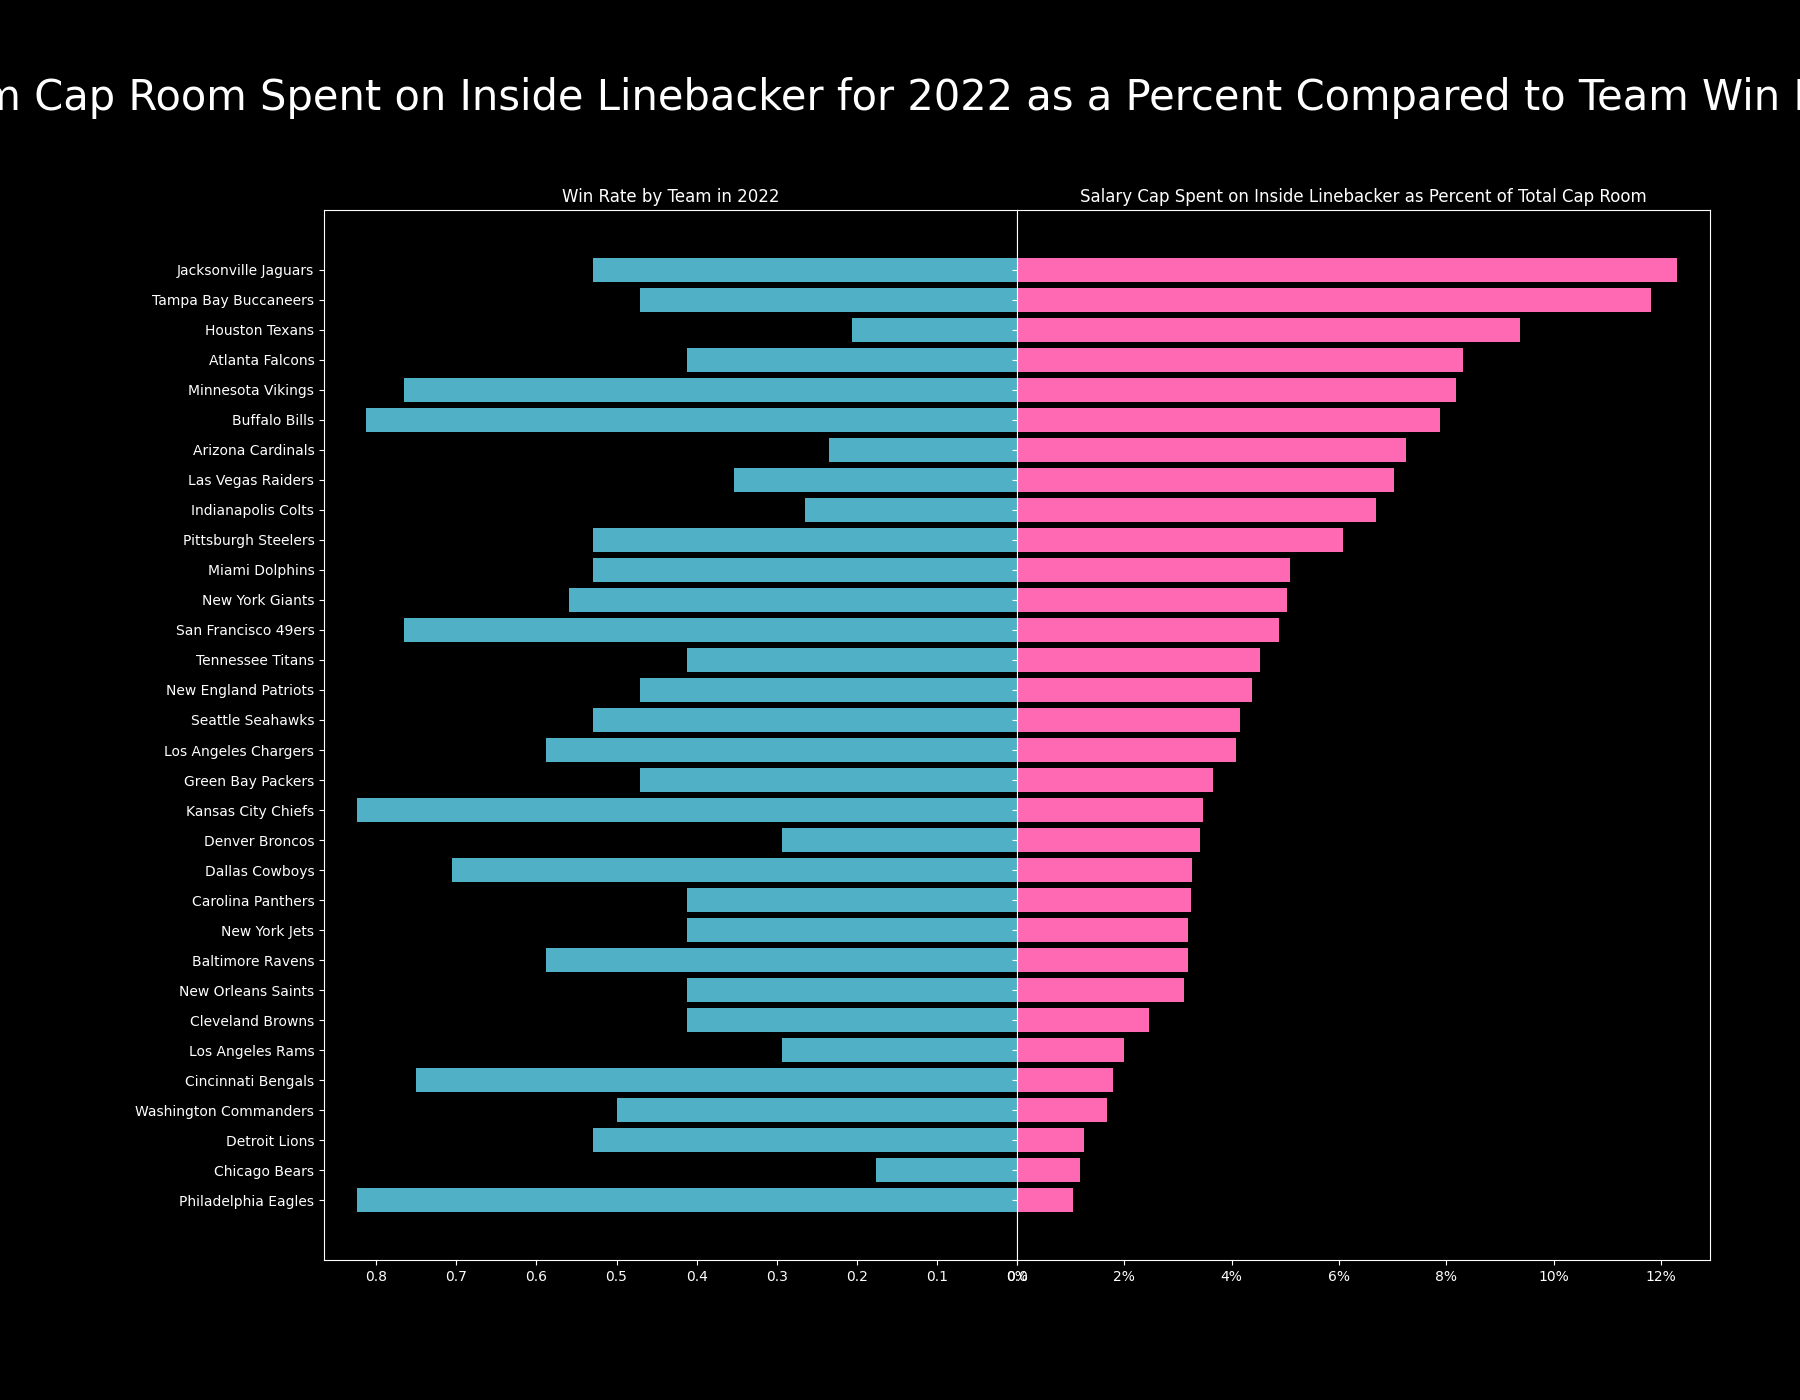 Cap Room Spent on Inside Linebacker for 2022 as a Percent Compared to Team Win
Win Rate by Team in 2022
Salary Cap Spent on Inside Linebacker as Percent of Total Cap Room
Jacksonville Jaguars
Tampa Bay Buccaneers
Houston Texans
Atlanta Falcons
Minnesota Vikings
Buffalo Bills
Arizona Cardinals
Las Vegas Raiders
Indianapolis Colts
Pittsburgh Steelers
Miami Dolphins
New York Giants
San Francisco 49ers
Tennessee Titans
New England Patriots
Seattle Seahawks
Los Angeles Chargers
Green Bay Packers
Kansas City Chiefs
Denver Broncos
Dallas Cowboys
Carolina Panthers
New York Jets
Baltimore Ravens
New Orleans Saints
Cleveland Browns
Los Angeles Rams
Cincinnati Bengals
Washington Commanders
Detroit Lions
Chicago Bears
Philadelphia Eagles
0.8 0.7 0.6 0.5 0.4 0.3 0.2 0.1 2% 4% 6% 8% 10% 12%